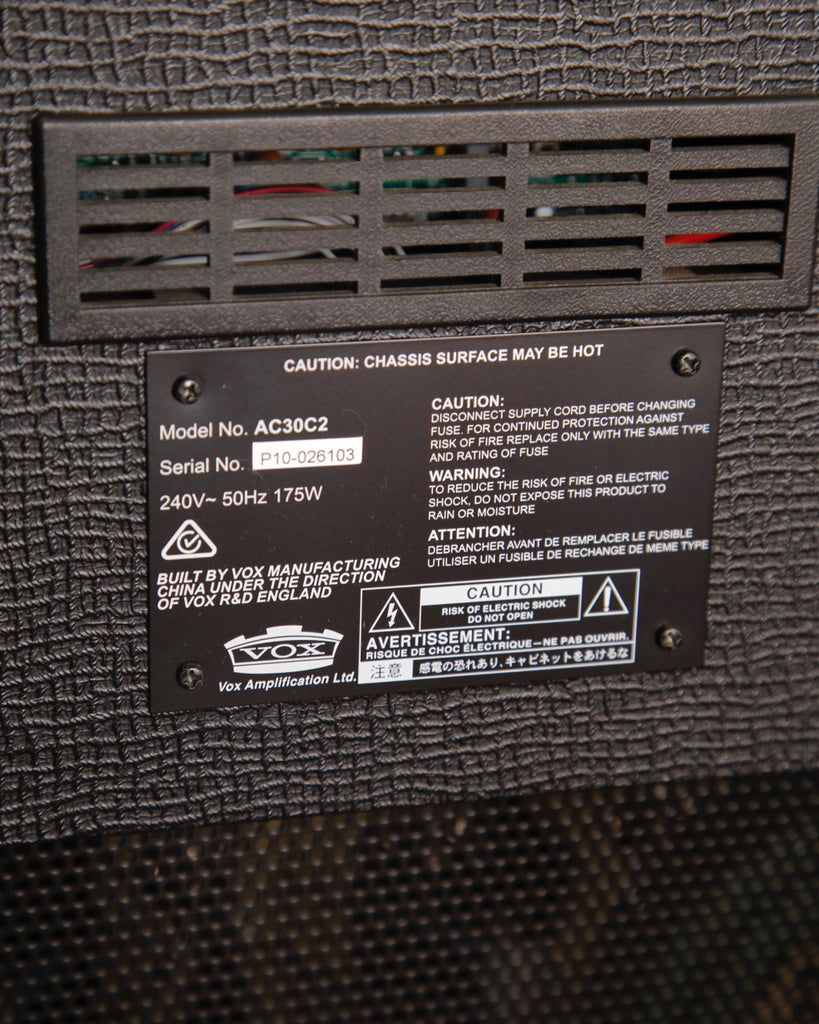 CAUTION: CHASSIS SURFACE MAY BE HOT
Model No. AC30C2
Serial No. P10-026103
240V~ 50Hz 175W
BUILT BY VOX MANUFACTURING
CHINA UNDER THE DIRECTION
OF VOX R&D ENGLAND
VOX
Vox Amplification Ltd.
CAUTION:
DISCONNECT SUPPLY CORD BEFORE CHANGING
FUSE. FOR CONTINUED PROTECTION AGAINST
RISK OF FIRE REPLACE ONLY WITH THE SAME TYPE
AND RATING OF FUSE
WARNING:
TO REDUCE THE RISK OF FIRE OR ELECTRIC
SHOCK, DO NOT EXPOSE THIS PRODUCT TO
RAIN OR MOISTURE
ATTENTION:
DEBRANCHER AVANT DE REMPLACER LE FUSIBLE
UTILISER UN FUSIBLE DE RECHANGE DE MEME TYPE
CAUTION
RISK OF ELECTRIC SHOCK
DO NOT OPEN
AVERTISSEMENT:
RISQUE DE CHOC ÉLECTRIQUE—NE PAS OUVRIR.
注意 感電の恐れあり、キャビネットをあけるな